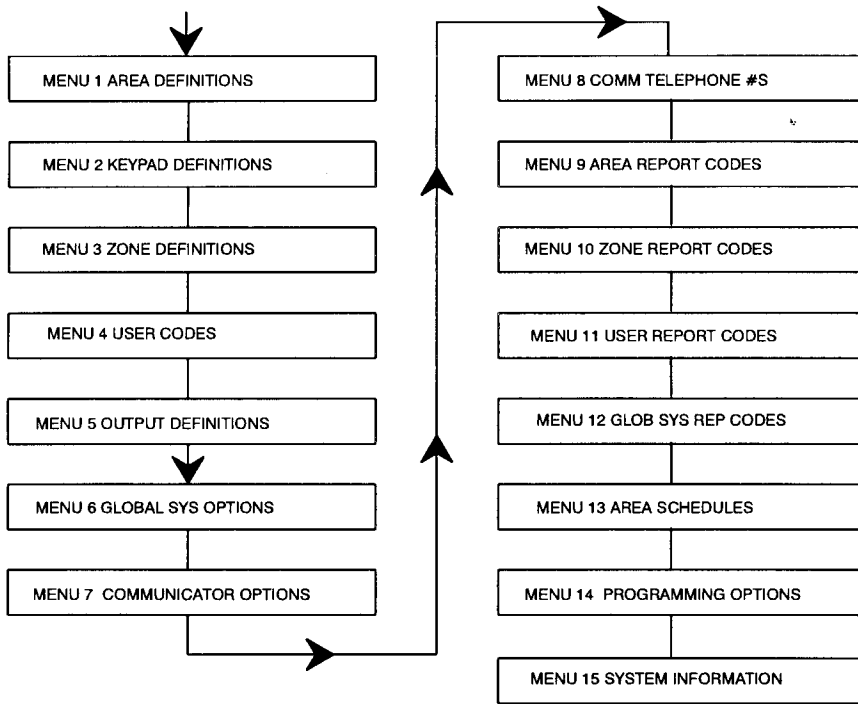 MENU 1 AREA DEFINITIONS
MENU 2 KEYPAD DEFINITIONS
MENU 3 ZONE DEFINITIONS
MENU 4 USER CODES
MENU 5 OUTPUT DEFINITIONS
MENU 6 GLOBAL SYS OPTIONS
MENU 7 COMMUNICATOR OPTIONS
MENU 8 COMM TELEPHONE #S
MENU 9 AREA REPORT CODES
MENU 10 ZONE REPORT CODES
MENU 11 USER REPORT CODES
MENU 12 GLOB SYS REP CODES
MENU 13 AREA SCHEDULES
MENU 14 PROGRAMMING OPTIONS
MENU 15 SYSTEM INFORMATION